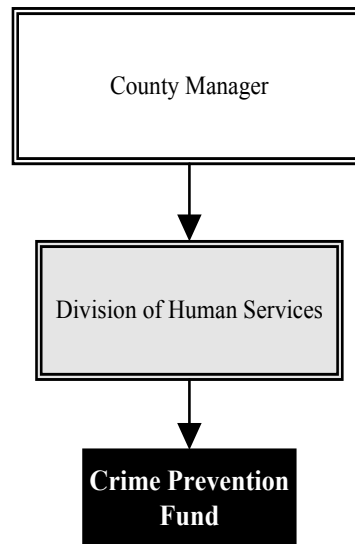 County Manager
Division of Human Services
Crime Prevention
Fund